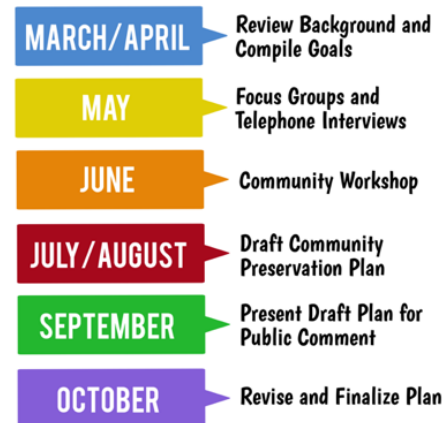 MARCH/APRIL
Review Background and
Compile Goals
MAY
Focus Groups and
Telephone Interviews
JUNE
Community Workshop
JULY/AUGUST
Draft Community
Preservation Plan
SEPTEMBER
Present Draft Plan for
Public Comment
OCTOBER
Revise and Finalize Plan